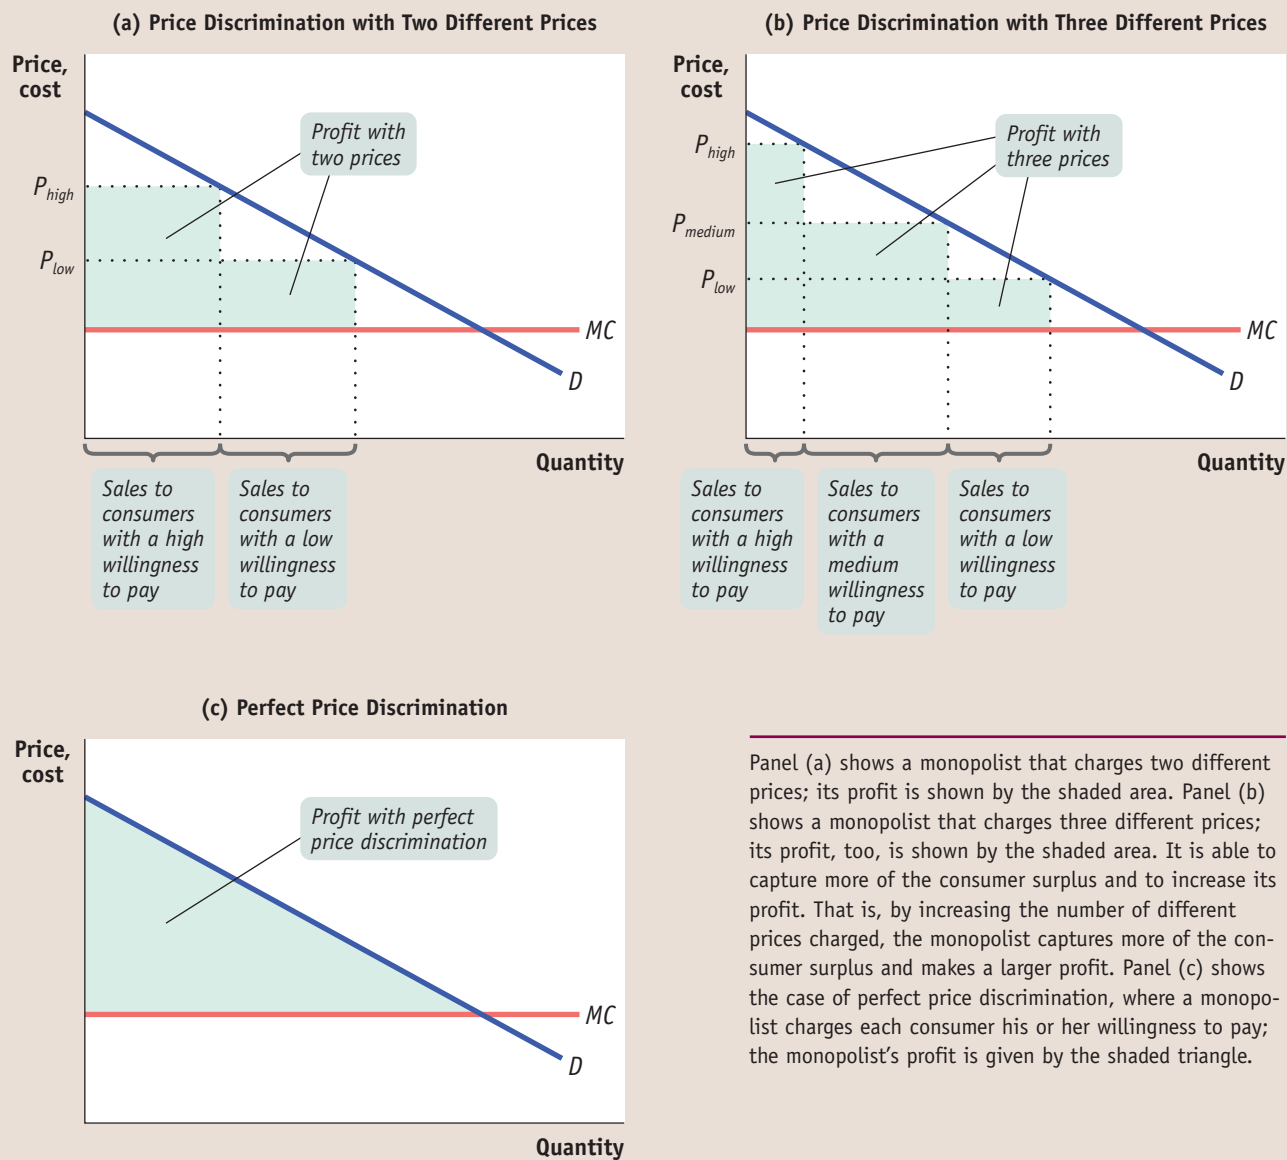 (a) Price Discrimination with Two Different Prices
Price,
cost
Profit with
two prices
P high
P low
MC
D
Quantity
Sales to
consumers
with a high
willingness
to pay
Sales to
consumers
with a low
willingness
to pay
(b) Price Discrimination with Three Different Prices
Price,
cost
Profit with
three prices
P high
P medium
P low
MC
D
Quantity
Sales to
consumers
with a high
willingness
to pay
Sales to
consumers
with a
medium
willingness
to pay
Sales to
consumers
with a low
willingness
to pay
(c) Perfect Price Discrimination
Price,
cost
Profit with perfect
price discrimination
MC
D
Quantity
Panel (a) shows a monopolist that charges two different
prices; its profit is shown by the shaded area. Panel (b)
shows a monopolist that charges three different prices;
its profit, too, is shown by the shaded area. It is able to
capture more of the consumer surplus and to increase its
profit. That is, by increasing the number of different
prices charged, the monopolist captures more of the con-
sumer surplus and makes a larger profit. Panel (c) shows
the case of perfect price discrimination, where a monopo-
list charges each consumer his or her willingness to pay;
the monopolist's profit is given by the shaded triangle.